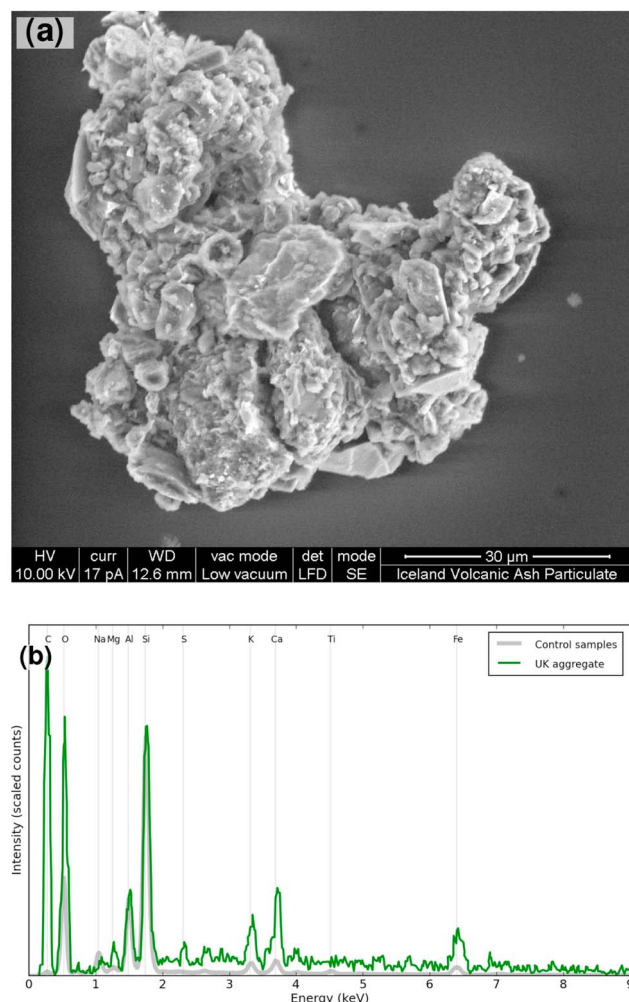 (a)
HV curr WD vac mode det mode 30 µm
10.00 kV 17 pA 12.6 mm Low vacuum LFD SE Iceland Volcanic Ash Particulate
(b)
C O Na Mg Al Si S K Ca Ti Fe
Control samples
UK aggregate
Intensity (scaled counts)
0 1 2 3 4 5 6 7 8 9
Energy (keV)